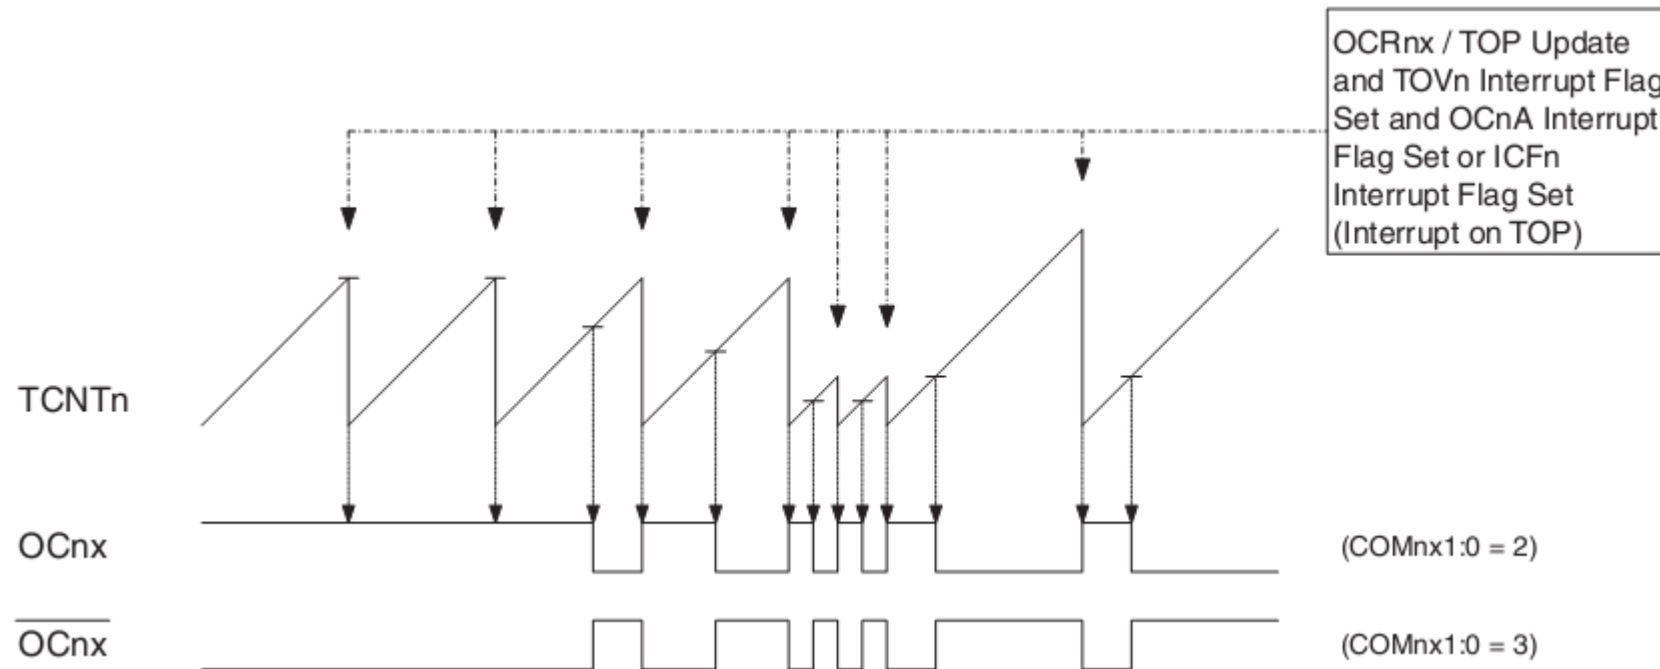 OCRnx / TOP Update
and TOVn Interrupt Flag
Set and OCnA Interrupt
Flag Set or ICFn
Interrupt Flag Set
(Interrupt on TOP)
TCNTn
OCnx
(COMnx1:0 = 2)
OCnx
(COMnx1:0 = 3)